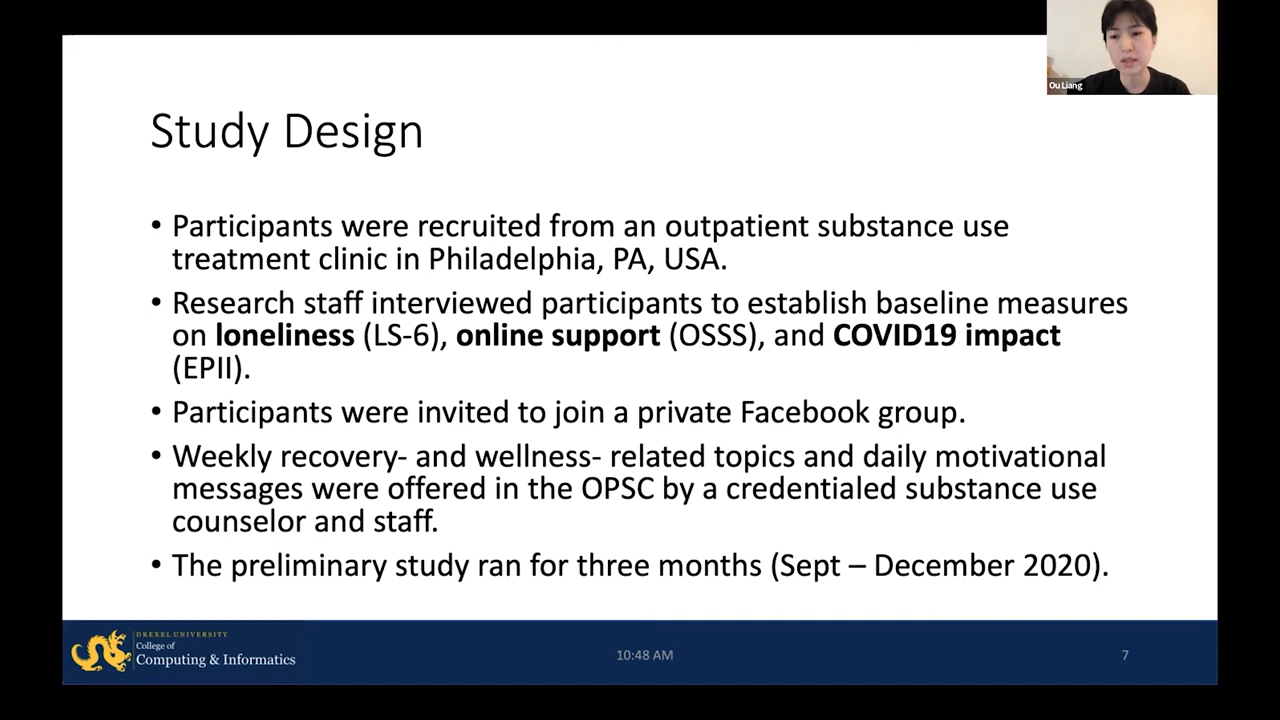 Ou Liang
Study Design
• Participants were recruited from an outpatient substance use
treatment clinic in Philadelphia, PA, USA.
• Research staff interviewed participants to establish baseline measures
on loneliness (LS-6), online support (OSSS), and COVID19 impact
(EPII).
• Participants were invited to join a private Facebook group.
• Weekly recovery- and wellness- related topics and daily motivational
messages were offered in the OPSC by a credentialed substance use
counselor and staff.
• The preliminary study ran for three months (Sept – December 2020).
DREXEL UNIVERSITY
College of
Computing & Informatics
10:48 AM
7